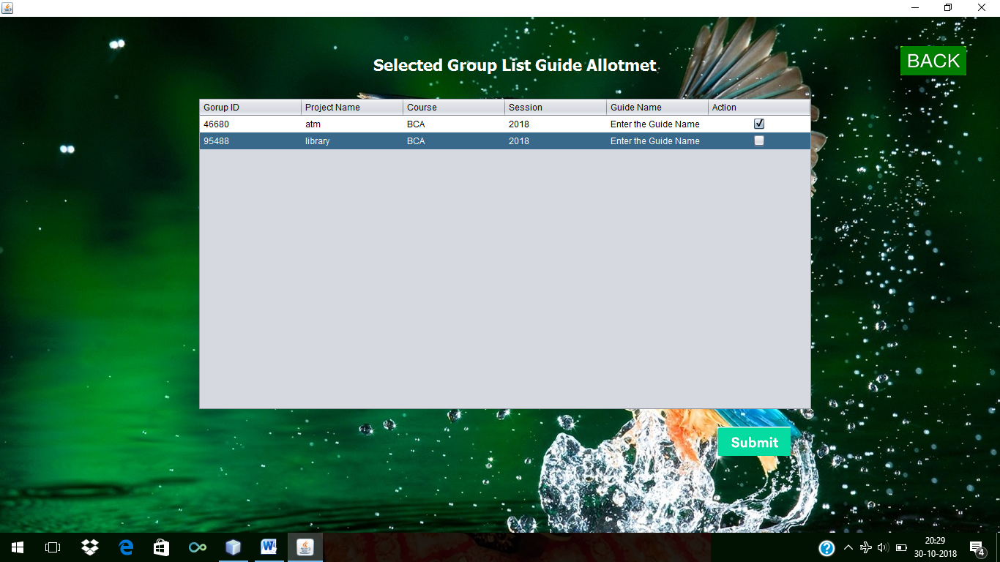 Selected Group List Guide Allotmet
BACK
Gorup ID Project Name Course Session Guide Name Action
46680 atm BCA 2018 Enter the Guide Name
95488 library BCA 2018 Enter the Guide Name
Submit
20:29
30-10-2018
4